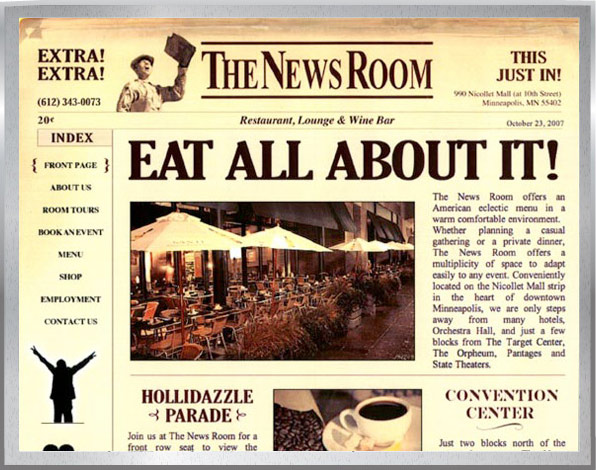 EXTRA!
EXTRA!
(612) 343-0073
THE NEWS ROOM
THIS
JUST IN!
990 Nicollet Mall (at 10th Street)
Minneapolis, MN 55402
20¢
Restaurant, Lounge & Wine Bar
October 23, 2007
INDEX
FRONT PAGE
ABOUT US
ROOM TOURS
BOOK AN EVENT
MENU
SHOP
EMPLOYMENT
CONTACT US
EAT ALL ABOUT IT!
The News Room offers an
American eclectic menu in a
warm comfortable environment.
Whether planning a casual
gathering or a private dinner,
The News Room offers a
multiplicity of space to adapt
easily to any event. Conveniently
located on the Nicollet Mall strip
in the heart of downtown
Minneapolis, we are only steps
away from many hotels,
Orchestra Hall, and just a few
blocks from The Target Center,
The Orpheum, Pantages and
State Theaters.
HOLLIDAZZLE
PARADE
Join us at The News Room for a
front row seat to view the
CONVENTION
CENTER
Just two blocks north of the